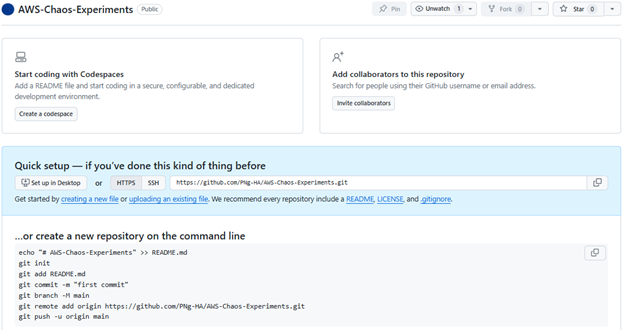 AWS-Chaos-Experiments Public
Pin Unwatch 1 Fork 0 Star 0
Start coding with Codespaces
Add a README file and start coding in a secure, configurable, and dedicated
development environment.
Create a codespace
Add collaborators to this repository
Search for people using their GitHub username or email address.
Invite collaborators
Quick setup — if you've done this kind of thing before
Set up in Desktop or HTTPS SSH https://github.com/PNg-HA/AWS-Chaos-Experiments.git
Get started by creating a new file or uploading an existing file. We recommend every repository include a README, LICENSE, and .gitignore.
...or create a new repository on the command line
echo "# AWS-Chaos-Experiments" >> README.md
git init
git add README.md
git commit -m "first commit"
git branch -M main
git remote add origin https://github.com/PNg-HA/AWS-Chaos-Experiments.git
git push -u origin main